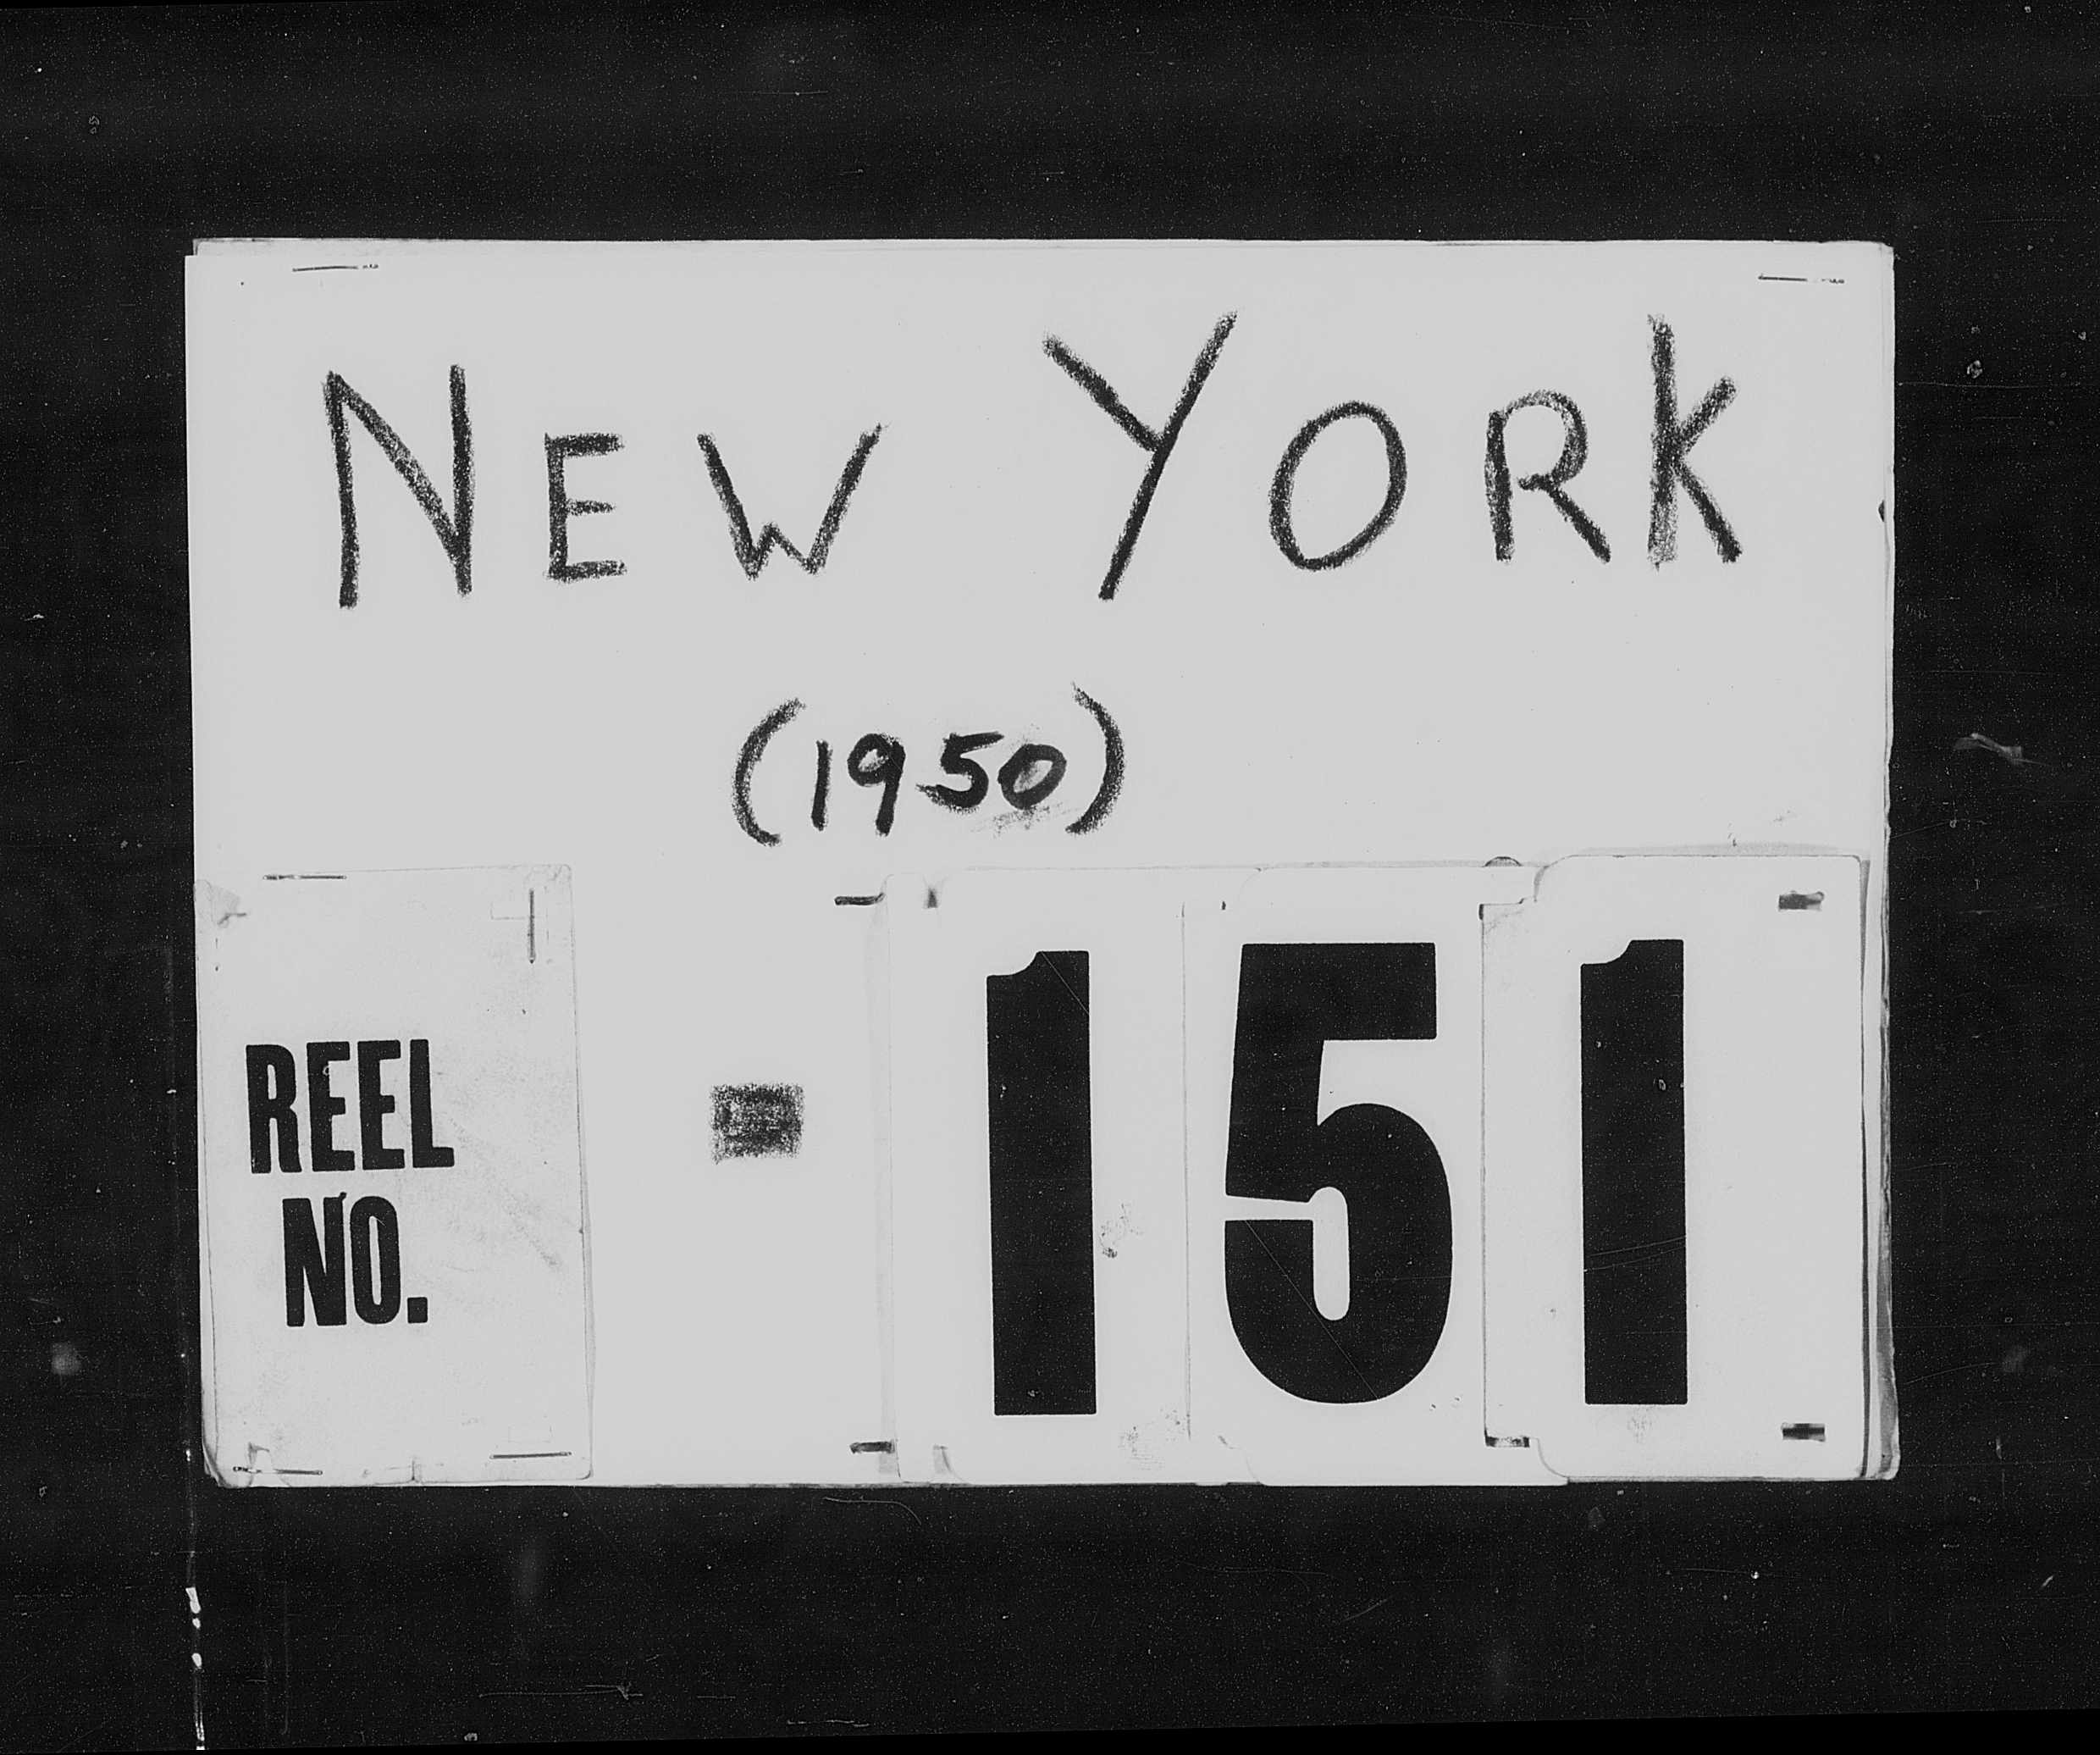 NEW YORK
(1950)
REEL
NO.
- 151